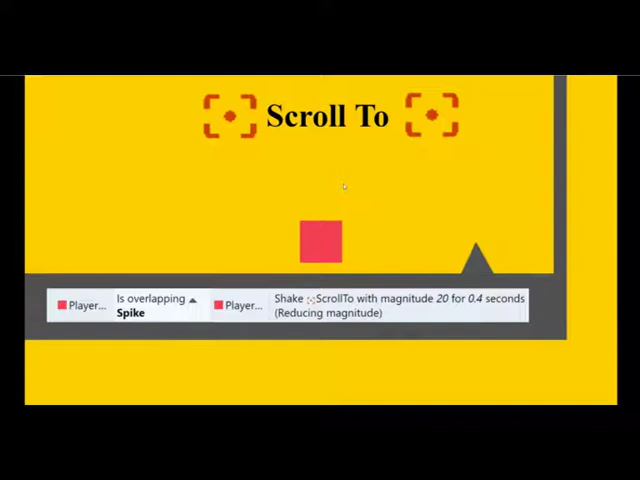 Scroll To
Player... Is overlapping Player... Shake ScrollTo with magnitude 20 for 0.4 seconds
Spike (Reducing magnitude)